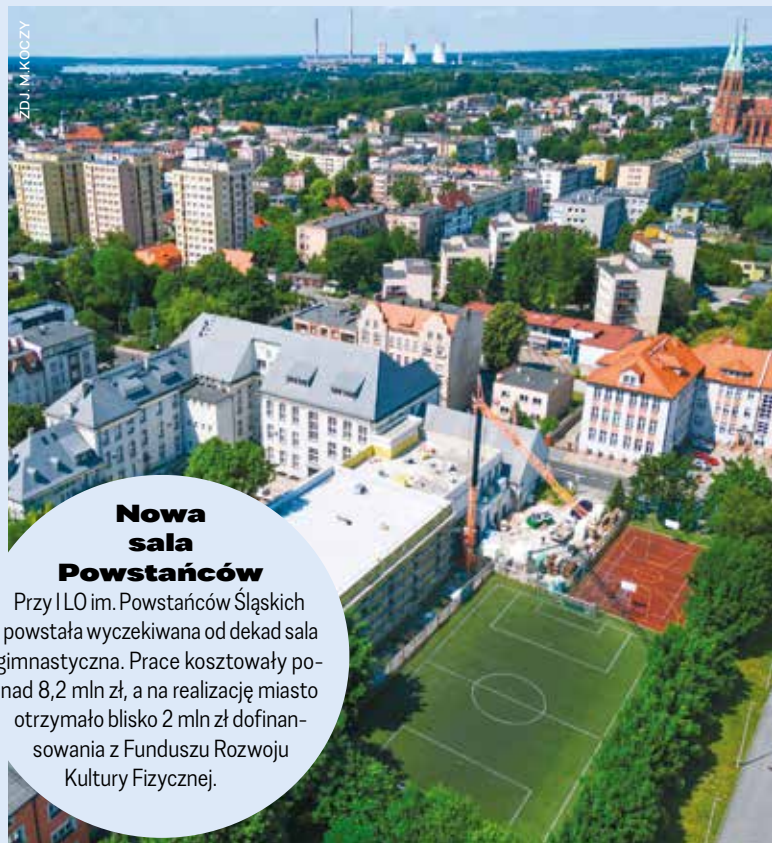 ZDJ. M.KOCZY
Nowa
sala
Powstańców
Przy I LO im. Powstańców Śląskich
powstała wyczekiwana od dekad sala
gimnastyczna. Prace kosztowały po-
nad 8,2 mln zł, a na realizację miasto
otrzymało blisko 2 mln zł dofinan-
sowania z Funduszu Rozwoju
Kultury Fizycznej.